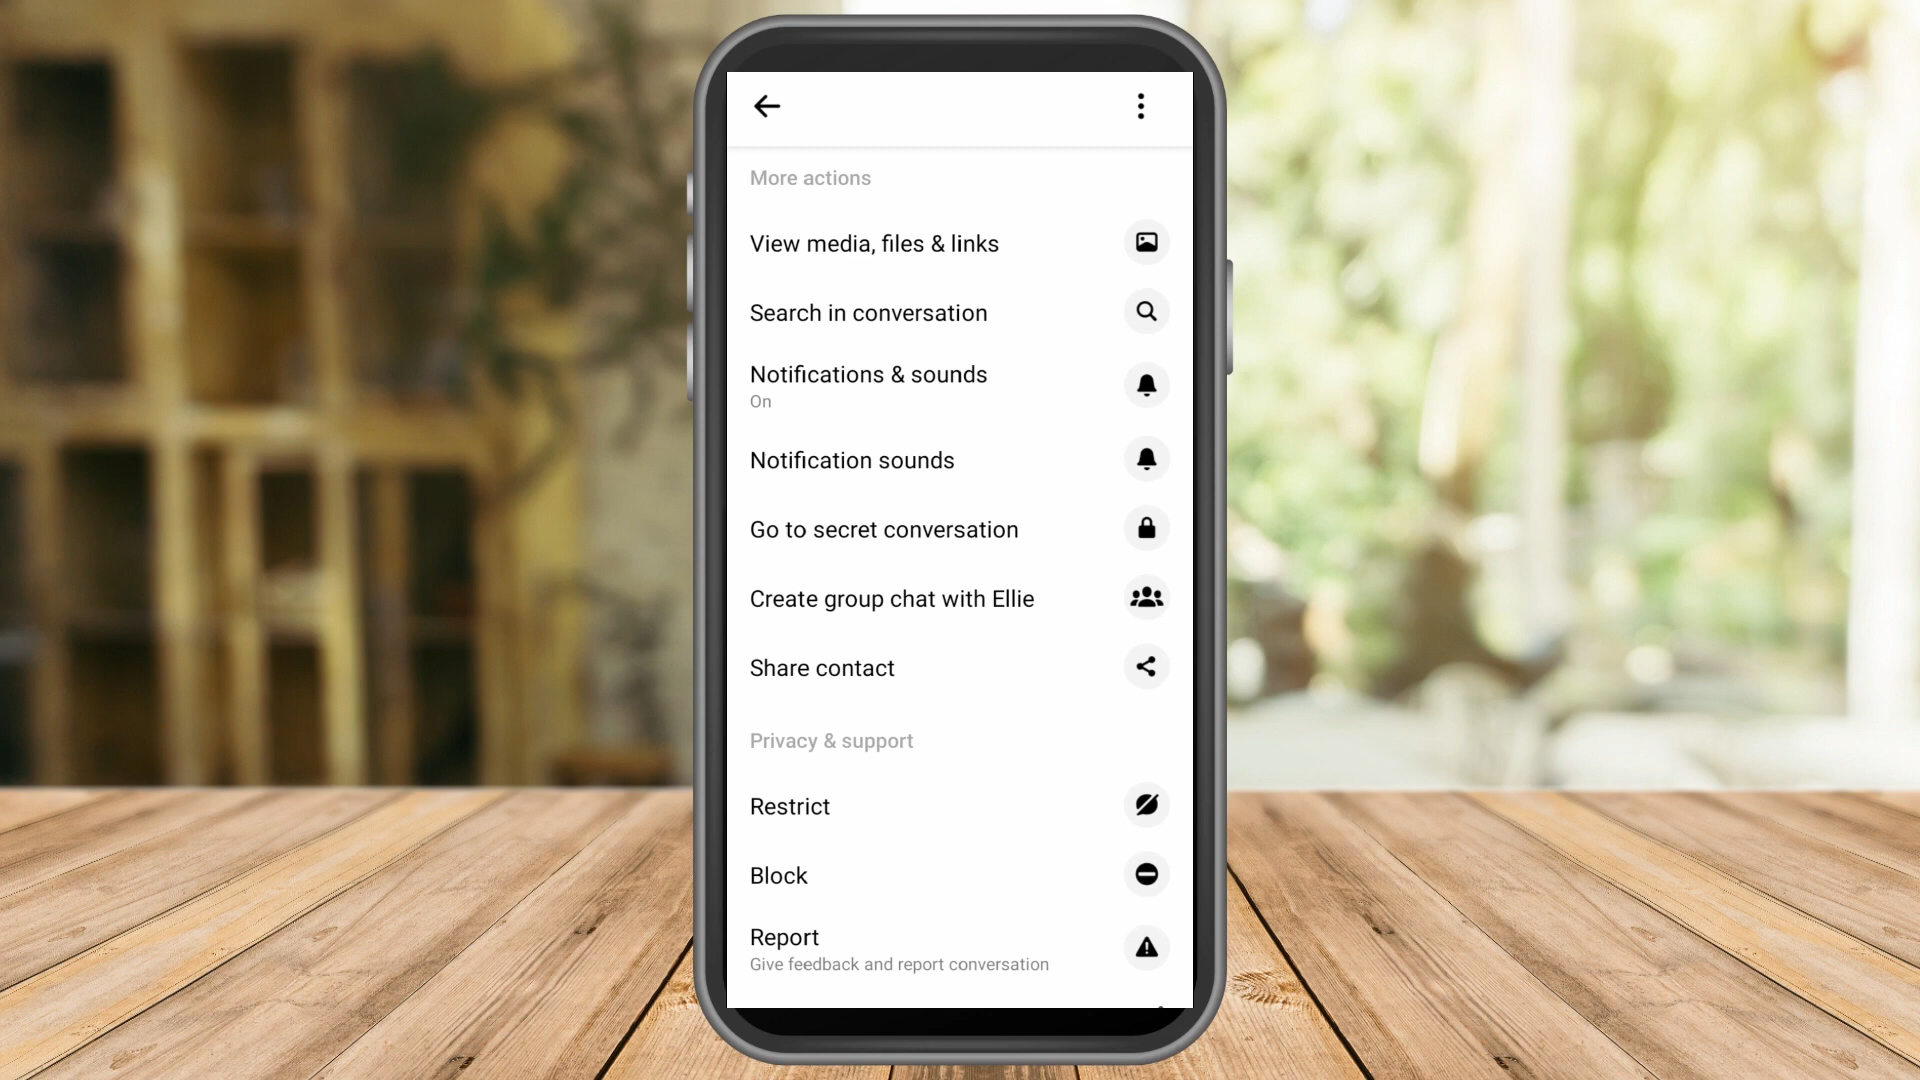 More actions
View media, files & links
Search in conversation
Notifications & sounds
On
Notification sounds
Go to secret conversation
Create group chat with Ellie
Share contact
Privacy & support
Restrict
Block
Report
Give feedback and report conversation